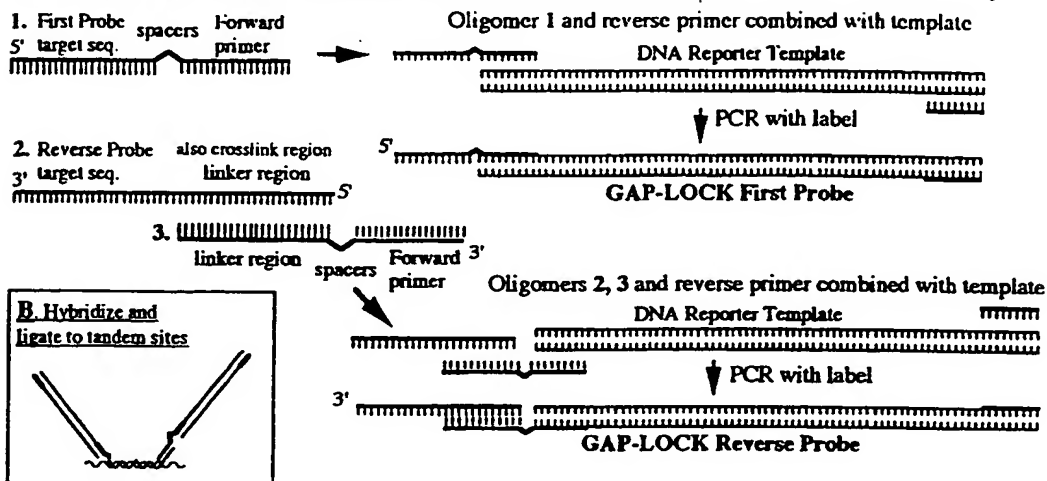 1. First Probe spacers Forward
5' target seq. primer
Oligomer 1 and reverse primer combined with template
DNA Reporter Template
PCR with label
5'
GAP-LOCK First Probe
2. Reverse Probe also crosslink region
3' target seq. linker region
5'
3.
linker region spacers Forward 3'
primer
Oligomers 2, 3 and reverse primer combined with template
DNA Reporter Template
PCR with label
3'
GAP-LOCK Reverse Probe
B. Hybridize and
ligate to tandem sites